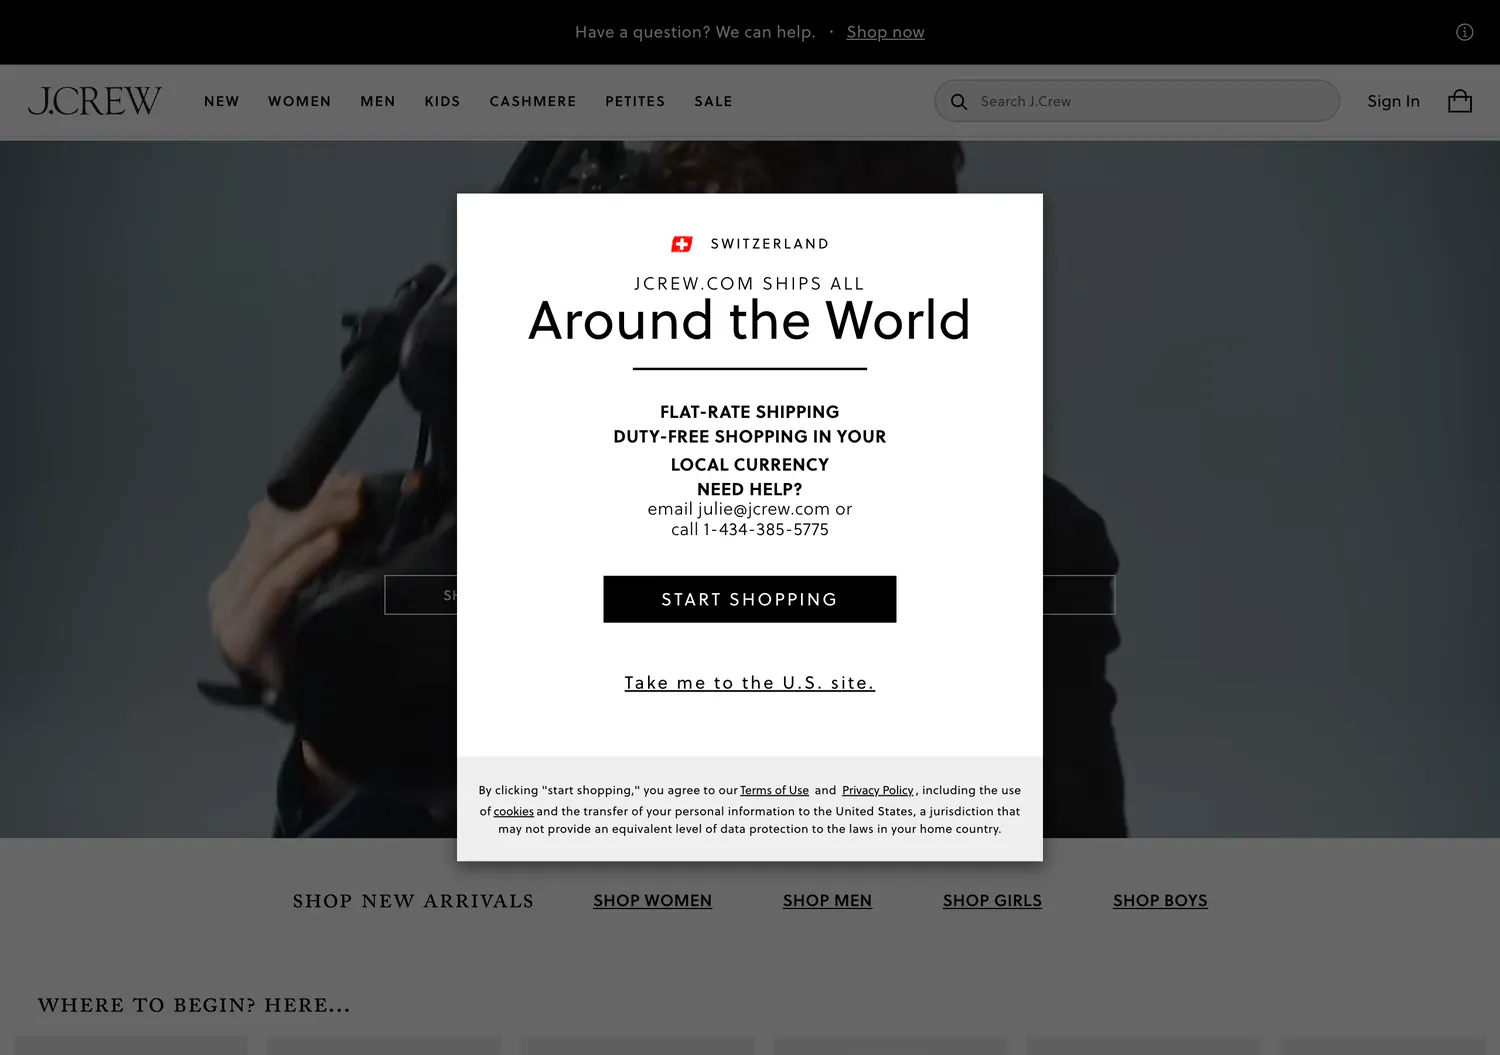 Have a question? We can help. · Shop now
J.CREW NEW WOMEN MEN KIDS CASHMERE PETITES SALE Search J.Crew Sign In
SWITZERLAND
JCREW.COM SHIPS ALL
Around the World
FLAT-RATE SHIPPING
DUTY-FREE SHOPPING IN YOUR
LOCAL CURRENCY
NEED HELP?
email julie@jcrew.com or
call 1-434-385-5775
START SHOPPING
Take me to the U.S. site.
By clicking "start shopping," you agree to our Terms of Use and Privacy Policy, including the use
of cookies and the transfer of your personal information to the United States, a jurisdiction that
may not provide an equivalent level of data protection to the laws in your home country.
SHOP NEW ARRIVALS SHOP WOMEN SHOP MEN SHOP GIRLS SHOP BOYS
WHERE TO BEGIN? HERE...